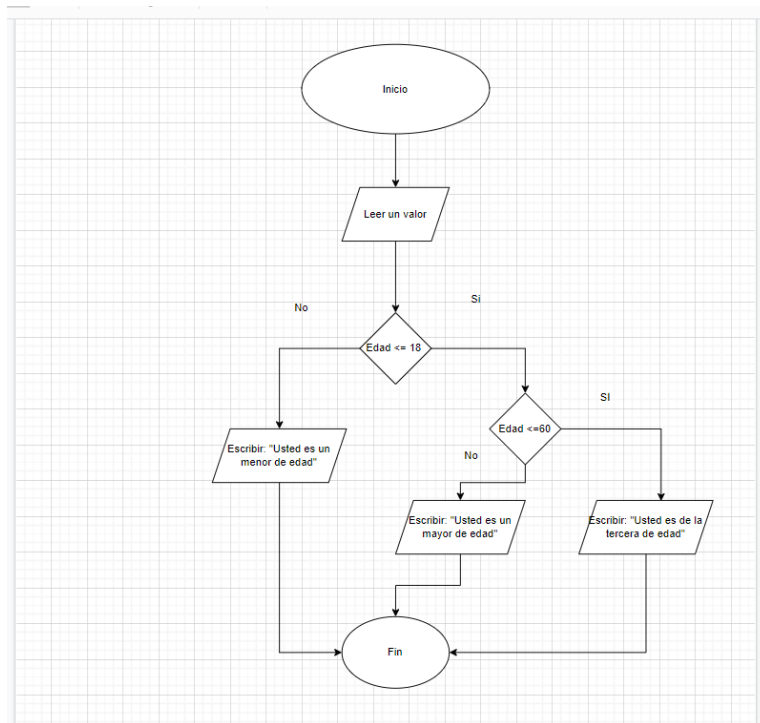 Inicio
Leer un valor
No
Si
Edad <= 18
SI
Edad <=60
No
Escribir: "Usted es un
menor de edad"
Escribir: "Usted es un
mayor de edad"
Escribir: "Usted es de la
tercera de edad"
Fin